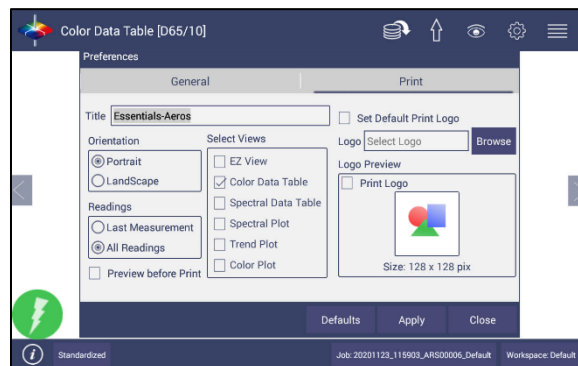 Color Data Table [D65/10]
Preferences
General Print
Title Essentials-Aeros
Set Default Print Logo
Orientation
Portrait
LandScape
Select Views
EZ View
Color Data Table
Spectral Data Table
Spectral Plot
Trend Plot
Color Plot
Logo Select Logo Browse
Logo Preview
Print Logo
Size: 128 x 128 pix
Readings
Last Measurement
All Readings
Preview before Print
Defaults Apply Close
i Standardized Job: 20201123_115903_ARS00006_Default Workspace: Default